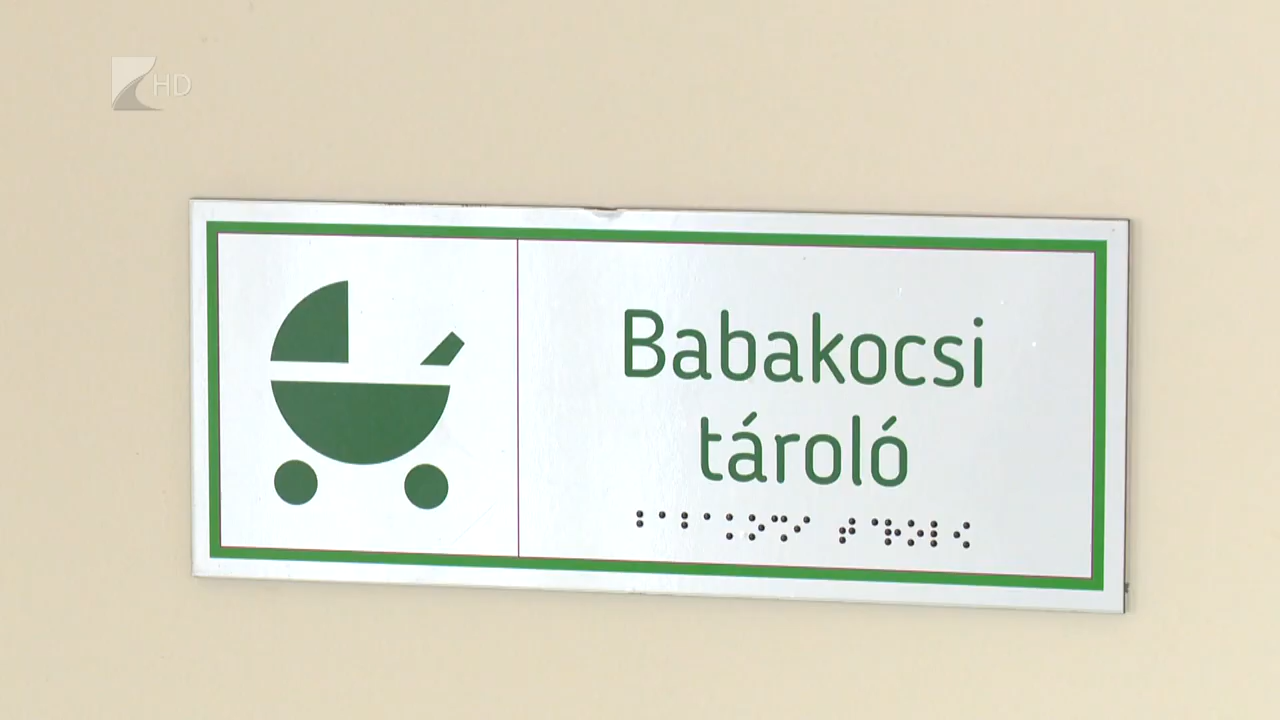 HD
Babakocsi
tároló
⠃⠁⠃⠁⠅⠕⠉⠊ ⠞⠈⠗⠕⠇⠪